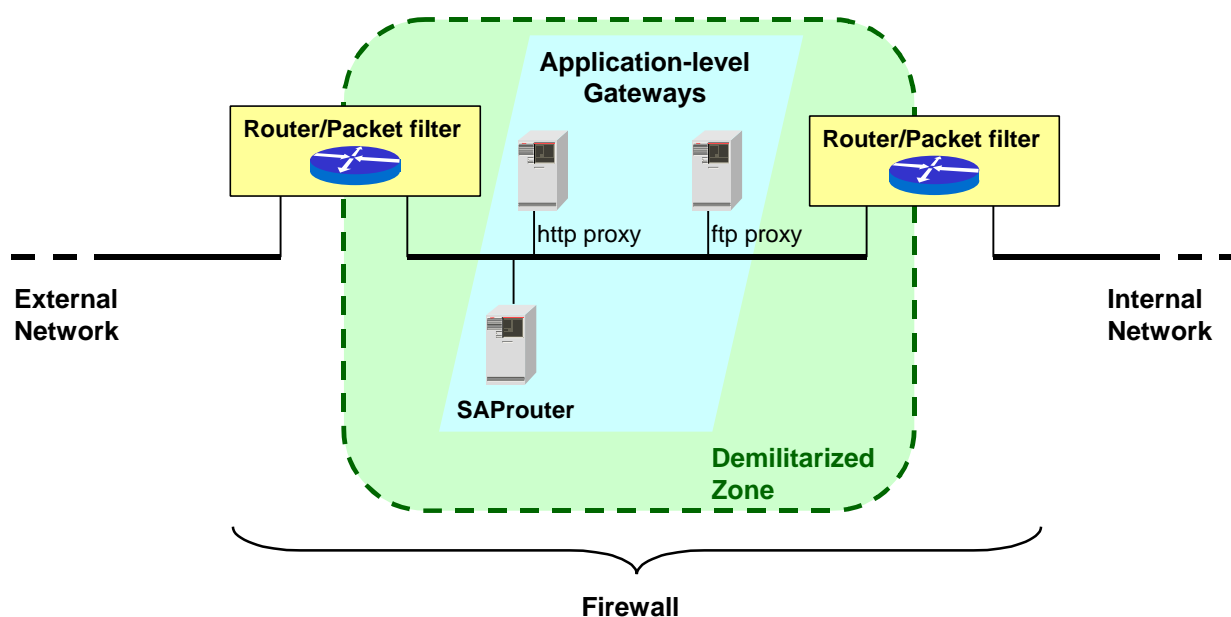 Application-level
Gateways
Router/Packet filter
Router/Packet filter
http proxy
ftp proxy
External
Network
Internal
Network
SAProuter
Demilitarized
Zone
Firewall